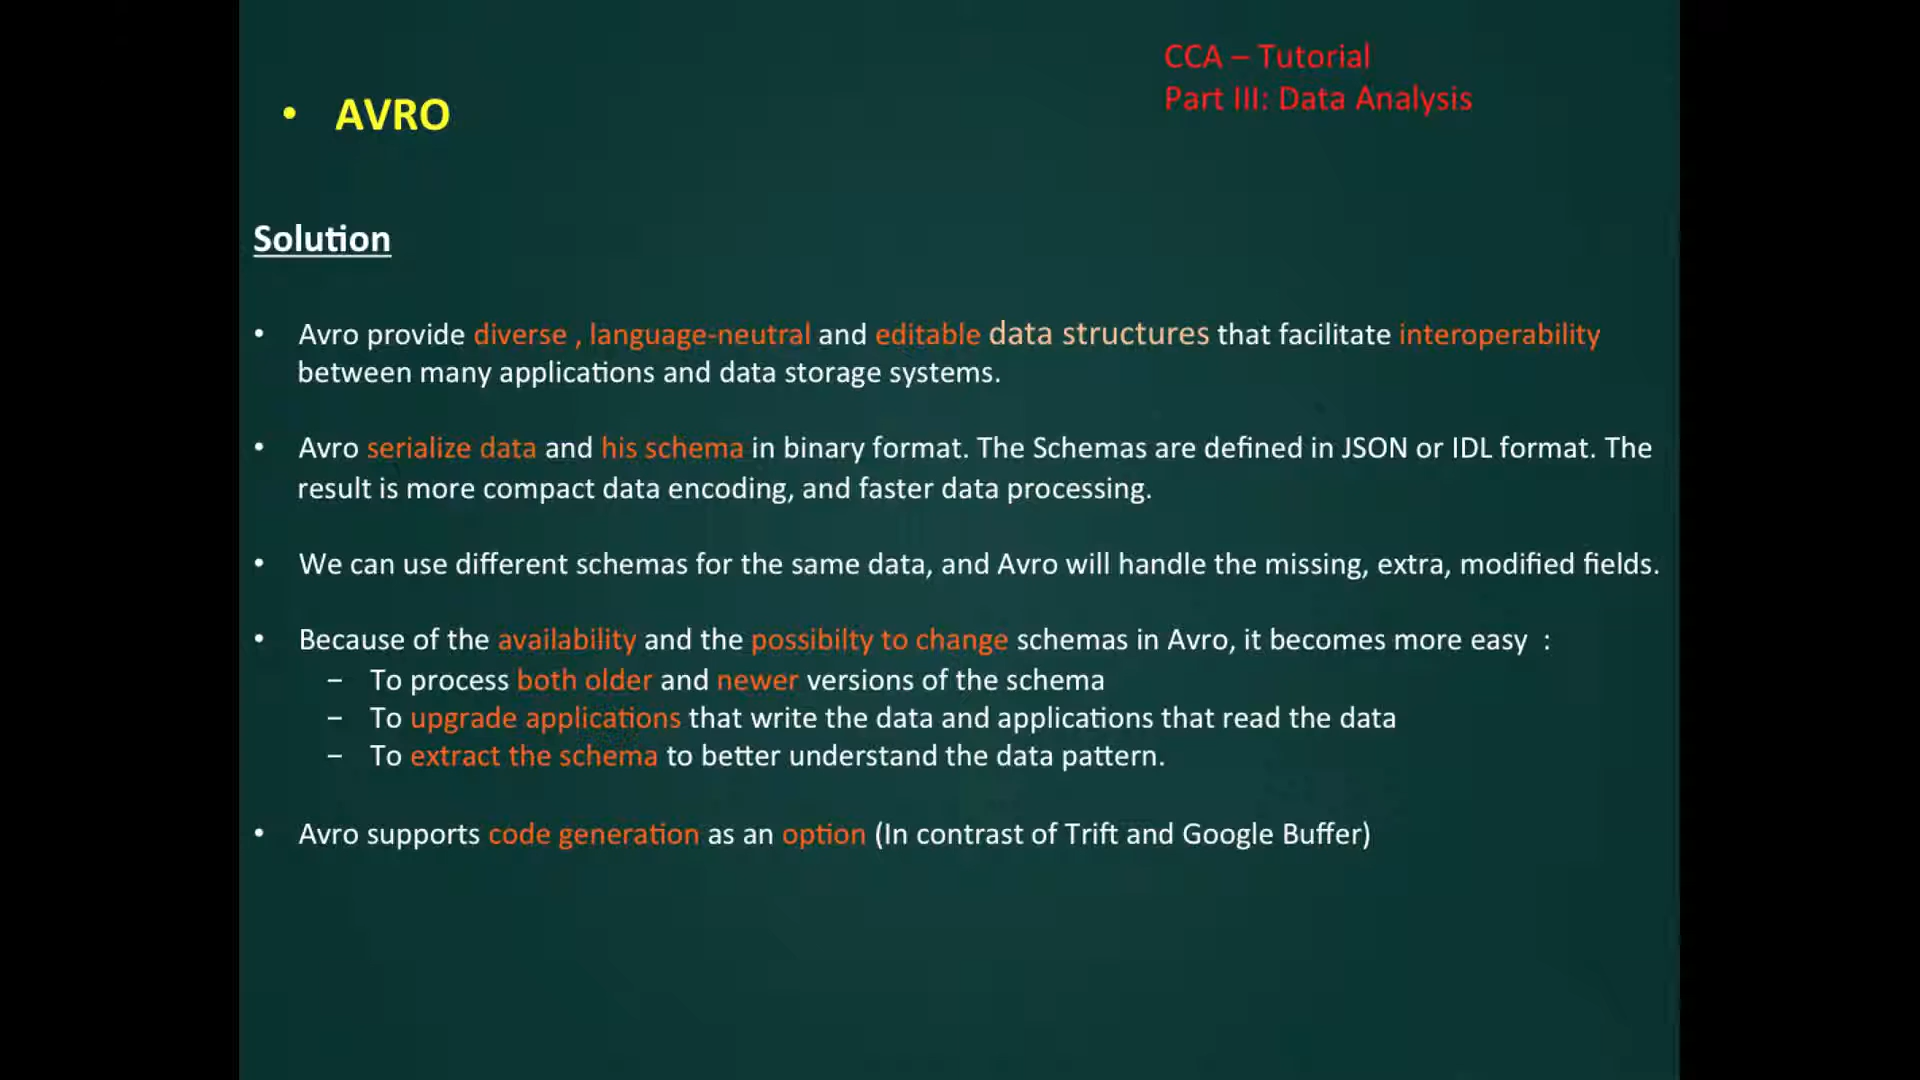 CCA – Tutorial
Part III: Data Analysis
• AVRO
Solution
• Avro provide diverse , language-neutral and editable data structures that facilitate interoperability
between many applications and data storage systems.
• Avro serialize data and his schema in binary format. The Schemas are defined in JSON or IDL format. The
result is more compact data encoding, and faster data processing.
• We can use different schemas for the same data, and Avro will handle the missing, extra, modified fields.
• Because of the availability and the possibilty to change schemas in Avro, it becomes more easy :
– To process both older and newer versions of the schema
– To upgrade applications that write the data and applications that read the data
– To extract the schema to better understand the data pattern.
• Avro supports code generation as an option (In contrast of Trift and Google Buffer)